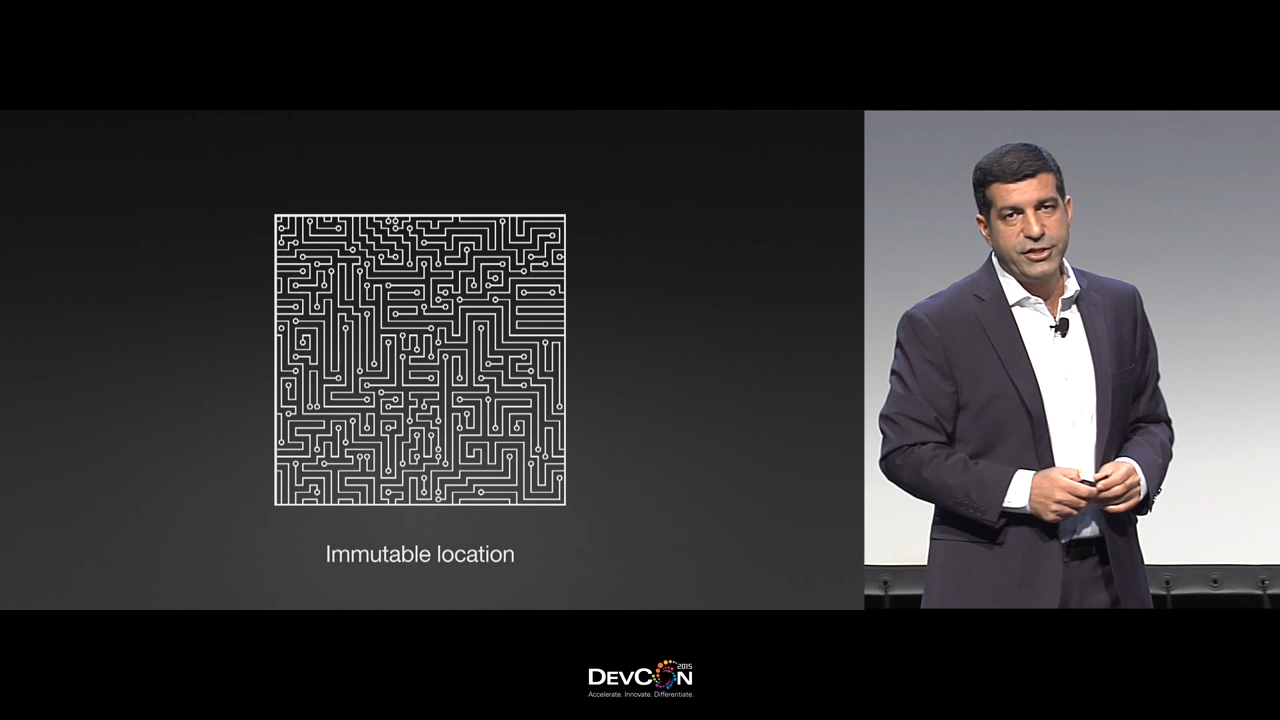 Immutable location
2015
DEVCON
Accelerate. Innovate. Differentiate.